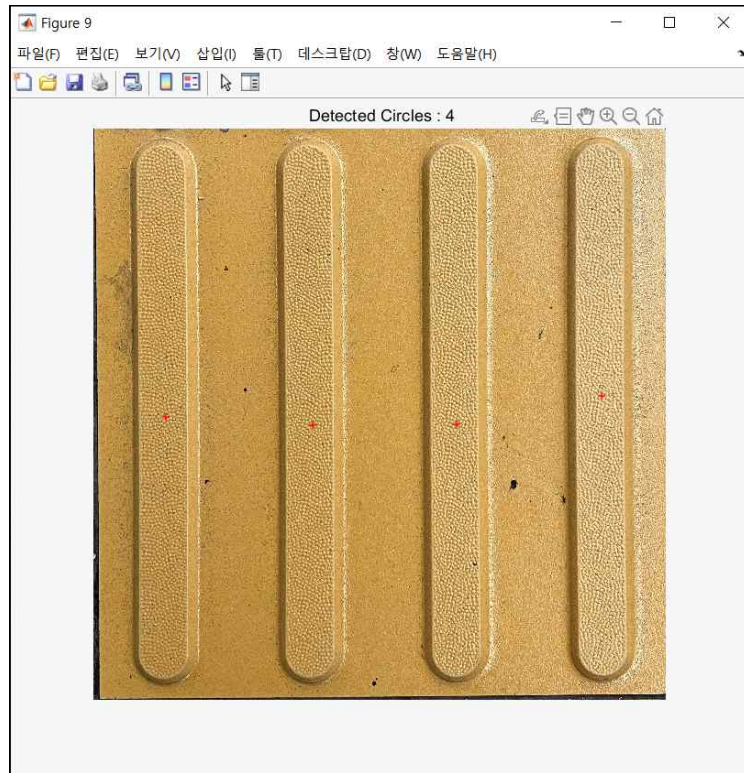 Figure 9
파일(F) 편집(E) 보기(V) 삽입(I) 툴(T) 데스크탑(D) 창(W) 도움말(H)
Detected Circles : 4